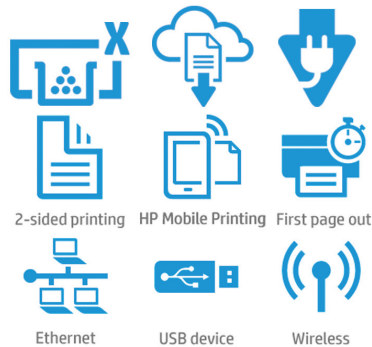 X
2-sided printing HP Mobile Printing First page out
Ethernet USB device Wireless